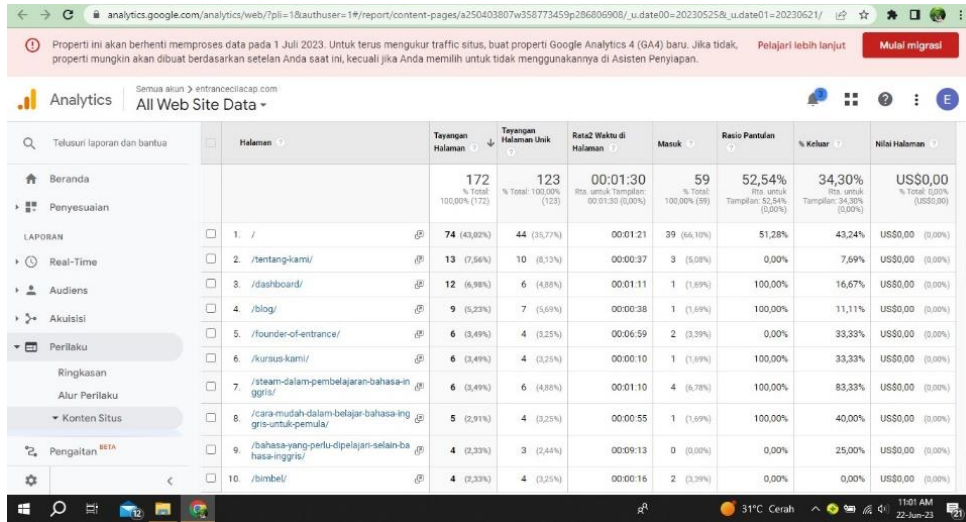 analytics.google.com/analytics/web/?pli=1&authuser=1#/report/content-pages/a250403807w358773459p286806908/_u.date00=20230525&_u.date01=20230621/
Properti ini akan berhenti memproses data pada 1 Juli 2023. Untuk terus mengukur traffic situs, buat properti Google Analytics 4 (GA4) baru. Jika tidak,
properti mungkin akan dibuat berdasarkan setelan Anda saat ini, kecuali jika Anda memilih untuk tidak menggunakannya di Asisten Penyiapan.
Pelajari lebih lanjut
Mulai migrasi
Analytics
Semua akun > entrancecilacap.com
All Web Site Data
3
E
Telusuri laporan dan bantua
Beranda
Penyesuaian
LAPORAN
Real-Time
Audiens
Akuisisi
Perilaku
Ringkasan
Alur Perilaku
Konten Situs
Pengaitan BETA
Halaman Tayangan Halaman Tayangan Halaman Unik Rata2 Waktu di Halaman Masuk Rasio Pantulan % Keluar Nilai Halaman
172 123 00:01:30 59 52,54% 34,30% US$0,00
% Total: 100,00% (172) % Total: 100,00% (123) Rta. untuk Tampilan: 00:01:30 (0,00%) % Total: 100,00% (59) Rta. untuk Tampilan: 52,54% (0,00%) Rta. untuk Tampilan: 34,30% (0,00%) % Total: 0,00% (US$0,00)
1. / 74 (43,02%) 44 (35,77%) 00:01:21 39 (66,10%) 51,28% 43,24% US$0,00 (0,00%)
2. /tentang-kami/ 13 (7,56%) 10 (8,13%) 00:00:37 3 (5,08%) 0,00% 7,69% US$0,00 (0,00%)
3. /dashboard/ 12 (6,98%) 6 (4,88%) 00:01:11 1 (1,69%) 100,00% 16,67% US$0,00 (0,00%)
4. /blog/ 9 (5,23%) 7 (5,69%) 00:00:38 1 (1,69%) 100,00% 11,11% US$0,00 (0,00%)
5. /founder-of-entrance/ 6 (3,49%) 4 (3,25%) 00:06:59 2 (3,39%) 0,00% 33,33% US$0,00 (0,00%)
6. /kursus-kami/ 6 (3,49%) 4 (3,25%) 00:00:10 1 (1,69%) 100,00% 33,33% US$0,00 (0,00%)
7. /steam-dalam-pembelajaran-bahasa-in
ggris/ 6 (3,49%) 6 (4,88%) 00:01:10 4 (6,78%) 100,00% 83,33% US$0,00 (0,00%)
8. /cara-mudah-dalam-belajar-bahasa-ing
gris-untuk-pemula/ 5 (2,91%) 4 (3,25%) 00:00:55 1 (1,69%) 100,00% 40,00% US$0,00 (0,00%)
9. /bahasa-yang-perlu-dipelajari-selain-ba
hasa-inggris/ 4 (2,33%) 3 (2,44%) 00:09:13 0 (0,00%) 0,00% 25,00% US$0,00 (0,00%)
10. /bimbel/ 4 (2,33%) 4 (3,25%) 00:00:16 2 (3,39%) 0,00% 0,00% US$0,00 (0,00%)
12
31°C Cerah
11:01 AM
22-Jun-23
21